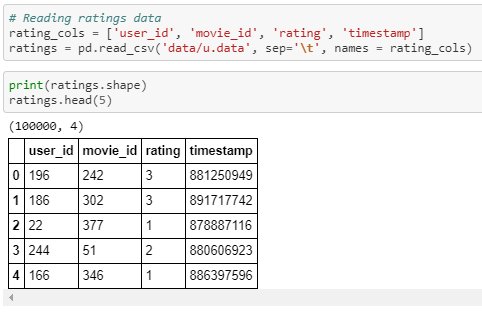 # Reading ratings data
rating_cols = ['user_id', 'movie_id', 'rating', 'timestamp']
ratings = pd.read_csv('data/u.data', sep='\t', names = rating_cols)
print(ratings.shape)
ratings.head(5)
(100000, 4)
user_id movie_id rating timestamp
0 196 242 3 881250949
1 186 302 3 891717742
2 22 377 1 878887116
3 244 51 2 880606923
4 166 346 1 886397596